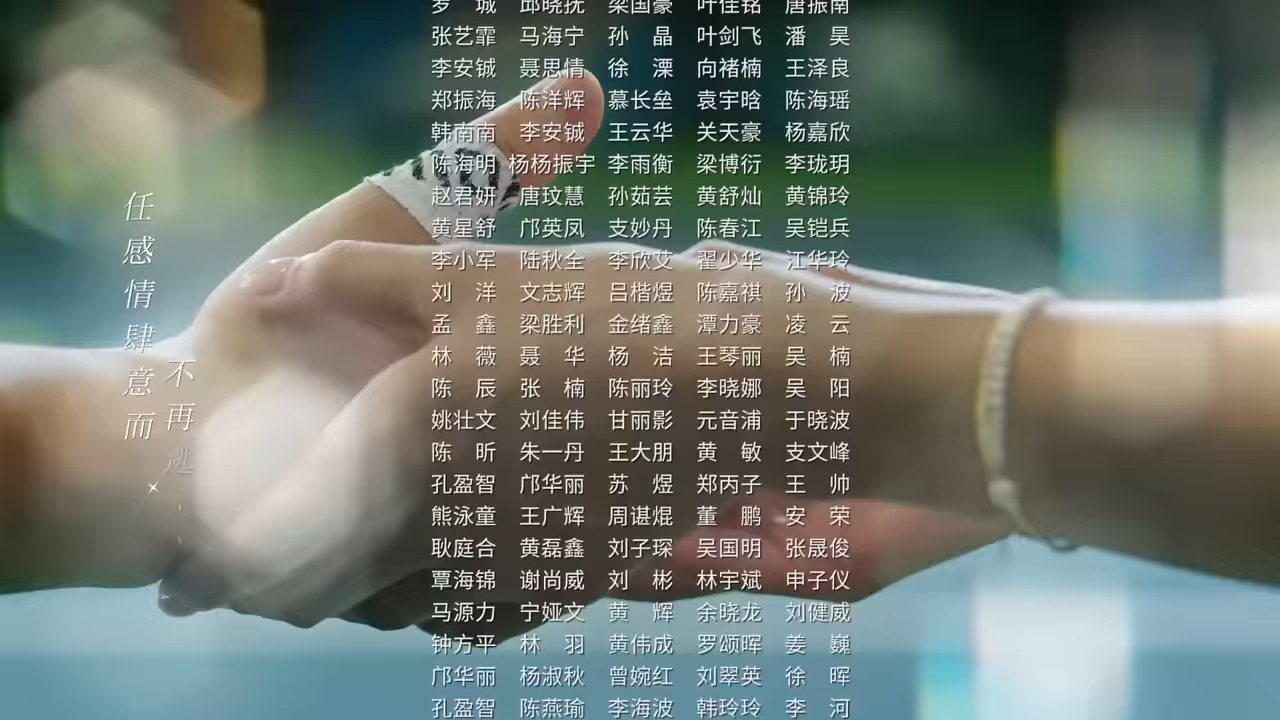 罗 城 邱晓抚 梁国豪 叶佳铭 唐振南
张艺霏 马海宁 孙 晶 叶剑飞 潘 昊
李安铖 聂思情 徐 溧 向褚楠 王泽良
郑振海 陈洋辉 慕长垒 袁宇晗 陈海瑶
韩南南 李安铖 王云华 关天豪 杨嘉欣
陈海明 杨杨振宇 李雨衡 梁博衍 李珑玥
赵君妍 唐玟慧 孙茹芸 黄舒灿 黄锦玲
黄星舒 邝英凤 支妙丹 陈春江 吴铠兵
李小军 陆秋全 李欣艾 翟少华 江华玲
刘 洋 文志辉 吕楷煜 陈嘉祺 孙 波
孟 鑫 梁胜利 金绪鑫 潭力豪 凌 云
林 薇 聂 华 杨 洁 王琴丽 吴 楠
陈 辰 张 楠 陈丽玲 李晓娜 吴 阳
姚壮文 刘佳伟 甘丽影 元音浦 于晓波
陈 昕 朱一丹 王大朋 黄 敏 支文峰
孔盈智 邝华丽 苏 煜 郑丙子 王 帅
熊泳童 王广辉 周谌焜 董 鹏 安 荣
耿庭合 黄磊鑫 刘子琛 吴国明 张晟俊
覃海锦 谢尚威 刘 彬 林宇斌 申子仪
马源力 宁娅文 黄 辉 余晓龙 刘健威
钟方平 林 羽 黄伟成 罗颂晖 姜 巍
邝华丽 杨淑秋 曾婉红 刘翠英 徐 晖
孔盈智 陈燕瑜 李海波 韩玲玲 李 河
任感情肆意而
不再逃